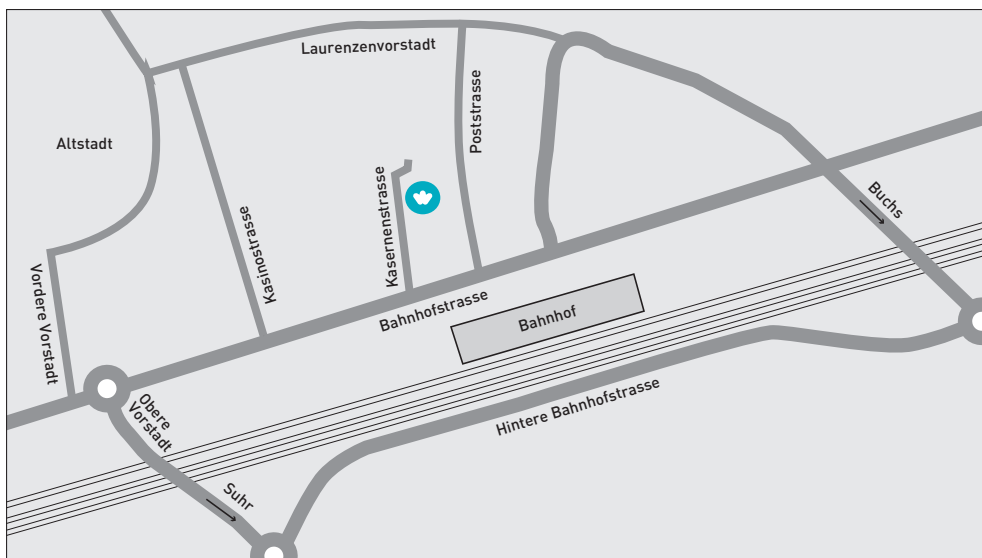 Laurenzenvorstadt
Altstadt
Poststrasse
Kasernenstrasse
Kasinostrasse
Buchs
Vordere Vorstadt
Bahnhofstrasse
Bahnhof
Obere
Vorstadt
Hintere Bahnhofstrasse
Suhr